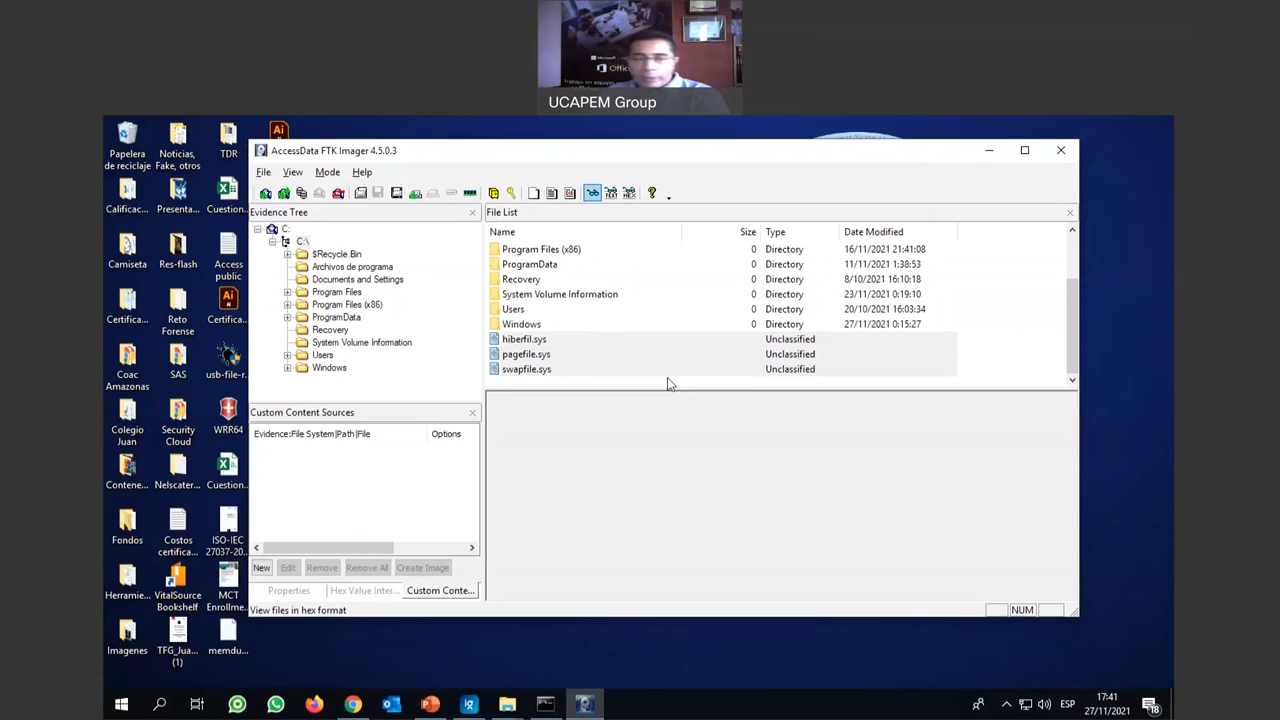 Microsoft
Office
Trabajo en equipo
UCAPEM Group
Papelera de reciclaje
Noticias, Fake, otros
TDR
Ai
Calificac...
Presenta...
Cuestion...
Camiseta
Res-flash
Access public
Certifica...
Reto Forense
Ai
Certifica...
Coac Amazonas
SAS
usb-file-r...
Colegio Juan
Security Cloud
WRR64
Contene...
Nelscater...
Cuestion...
Fondos
Costos certifica...
ISO-IEC 27037-20...
Herramie...
VitalSource Bookshelf
MCT Enrollme...
Imagenes
TFG_Jua... (1)
memdu...
AccessData FTK Imager 4.5.0.3
File View Mode Help
Evidence Tree
C:
C:\
$Recycle.Bin
Archivos de programa
Documents and Settings
Program Files
Program Files (x86)
ProgramData
Recovery
System Volume Information
Users
Windows
File List
Name Size Type Date Modified
Program Files (x86) 0 Directory 16/11/2021 21:41:08
ProgramData 0 Directory 11/11/2021 1:38:53
Recovery 0 Directory 8/10/2021 16:10:18
System Volume Information 0 Directory 23/11/2021 0:19:10
Users 0 Directory 20/10/2021 16:03:34
Windows 0 Directory 27/11/2021 0:15:27
hiberfil.sys Unclassified
pagefile.sys Unclassified
swapfile.sys Unclassified
Custom Content Sources
Evidence:File System|Path|File Options
New Edit Remove Remove All Create Image
Properties Hex Value Inter... Custom Conte...
View files in hex format
NUM
ESP
17:41
27/11/2021
18